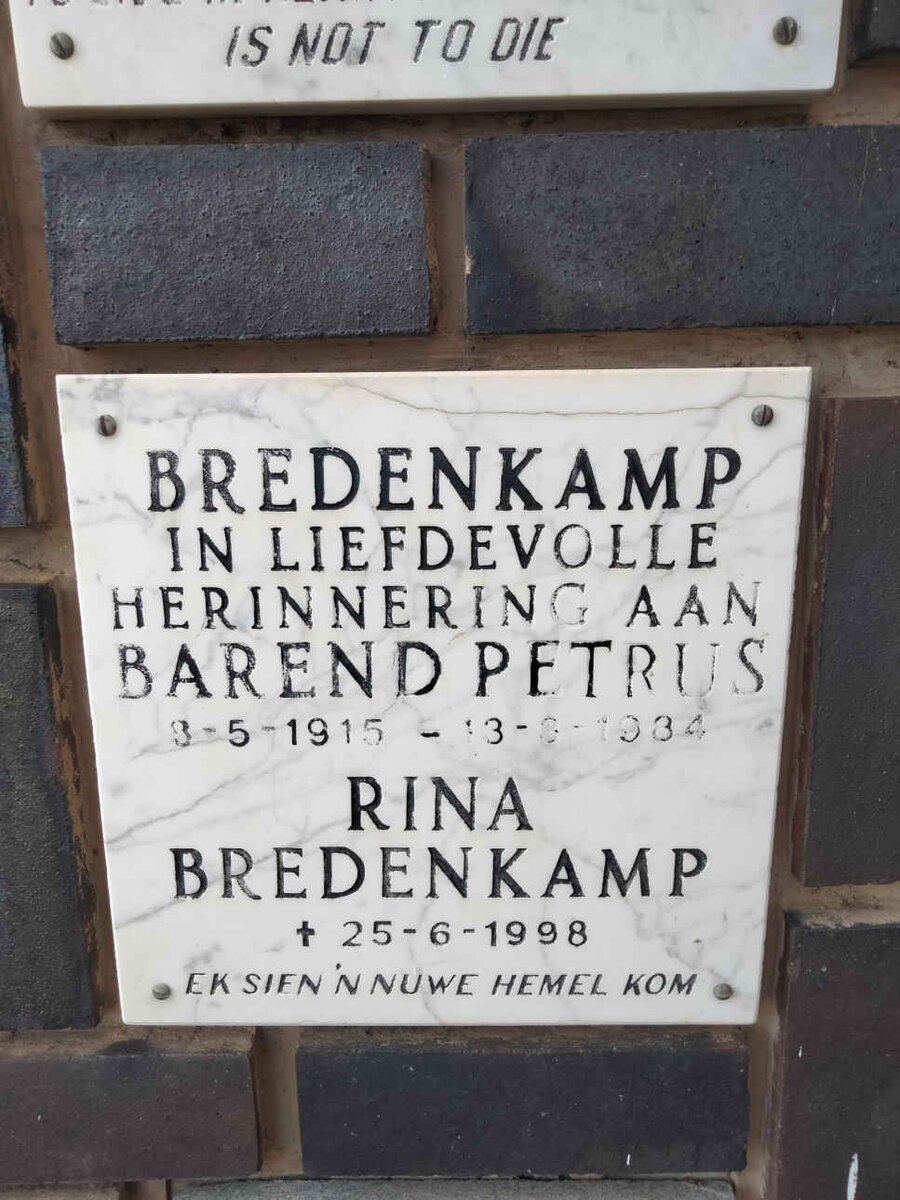 IS NOT TO DIE
BREDENKAMP
IN LIEFDEVOLLE
HERINNERING AAN
BAREND PETRUS
8-5-1915 -
RINA
BREDENKAMP
† 25-6-1998
EK SIEN 'N NUWE HEMEL KOM